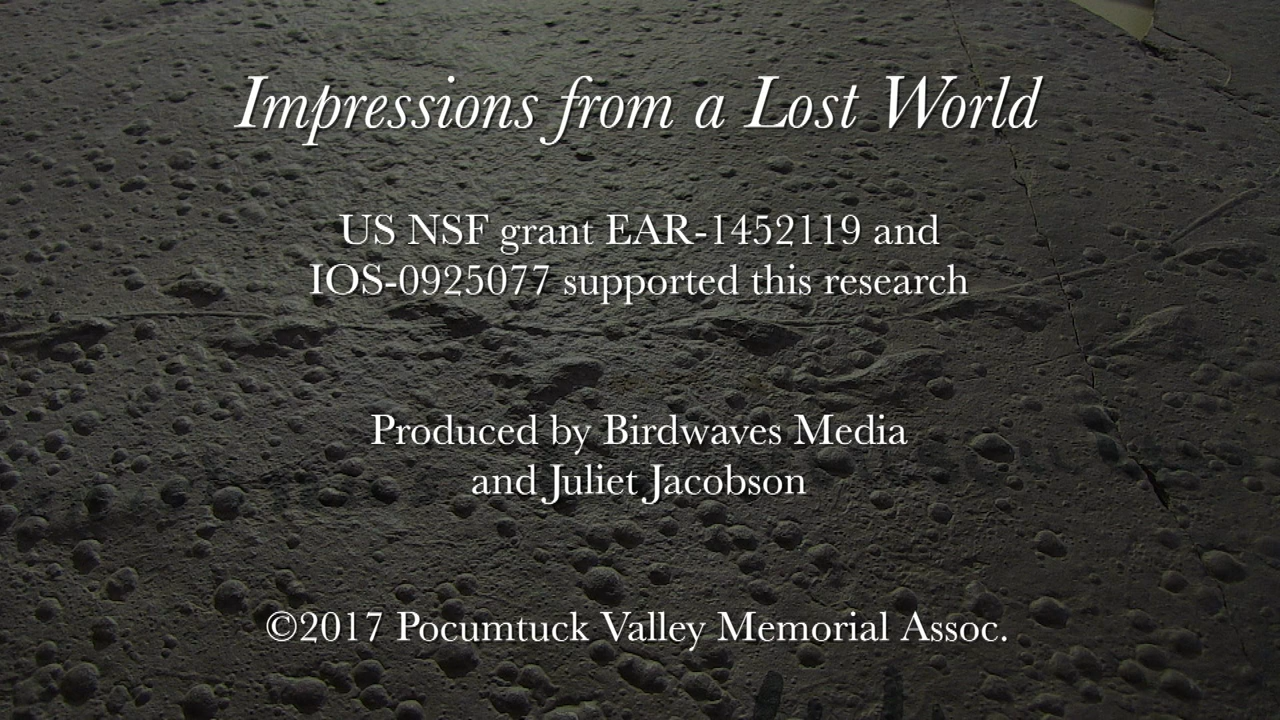 Impressions from a Lost World
US NSF grant EAR-1452119 and
IOS-0925077 supported this research
Produced by Birdwaves Media
and Juliet Jacobson
©2017 Pocumtuck Valley Memorial Assoc.